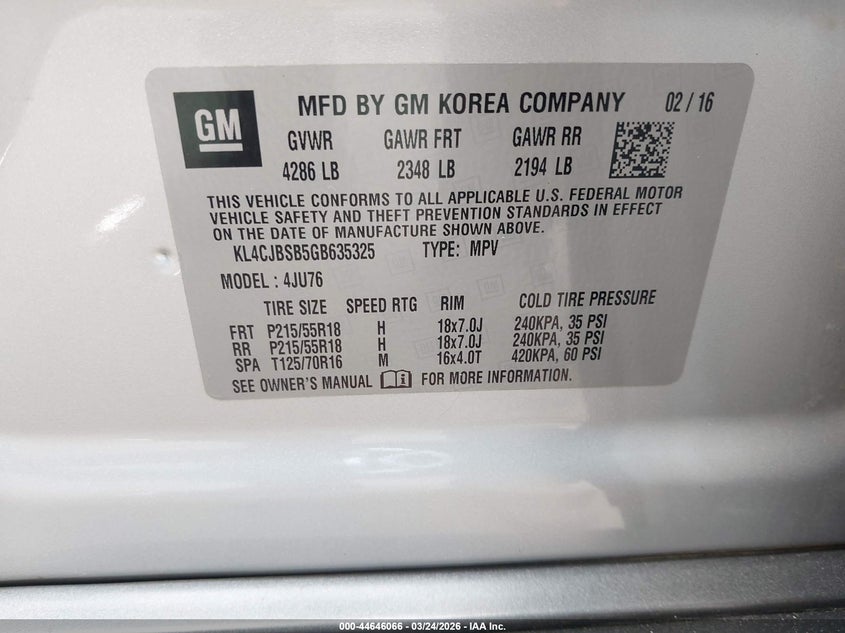 GM
MFD BY GM KOREA COMPANY 02 / 16
GVWR GAWR FRT GAWR RR
4286 LB 2348 LB 2194 LB
THIS VEHICLE CONFORMS TO ALL APPLICABLE U.S. FEDERAL MOTOR
VEHICLE SAFETY AND THEFT PREVENTION STANDARDS IN EFFECT
ON THE DATE OF MANUFACTURE SHOWN ABOVE.
KL4CJBSB5GB635325 TYPE: MPV
MODEL : 4JU76
TIRE SIZE SPEED RTG RIM COLD TIRE PRESSURE
FRT P215/55R18 H 18x7.0J 240KPA, 35 PSI
RR P215/55R18 H 18x7.0J 240KPA, 35 PSI
SPA T125/70R16 M 16x4.0T 420KPA, 60 PSI
SEE OWNER'S MANUAL FOR MORE INFORMATION.
000-44646066 - 03/24/2026 - IAA Inc.